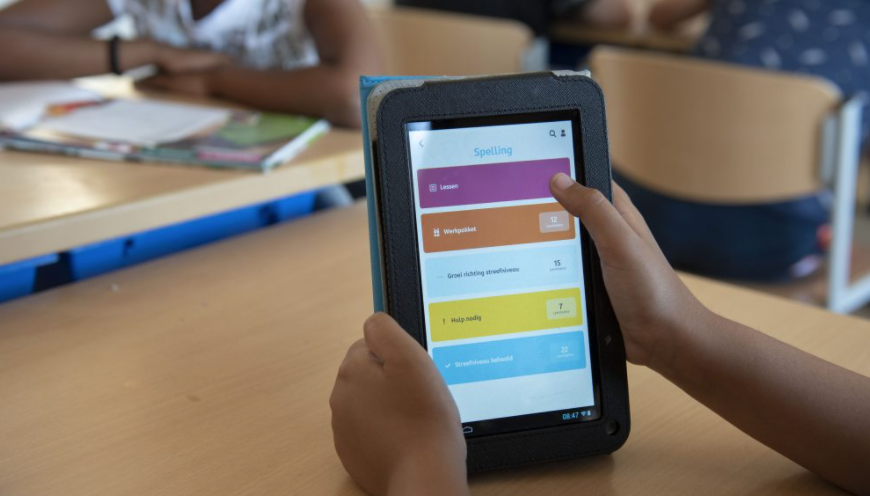 Spelling
Lessen
Werkpakket
12
Groei richting streefniveau
15
Hulp nodig
7
Streefniveau behaald
22
08:47